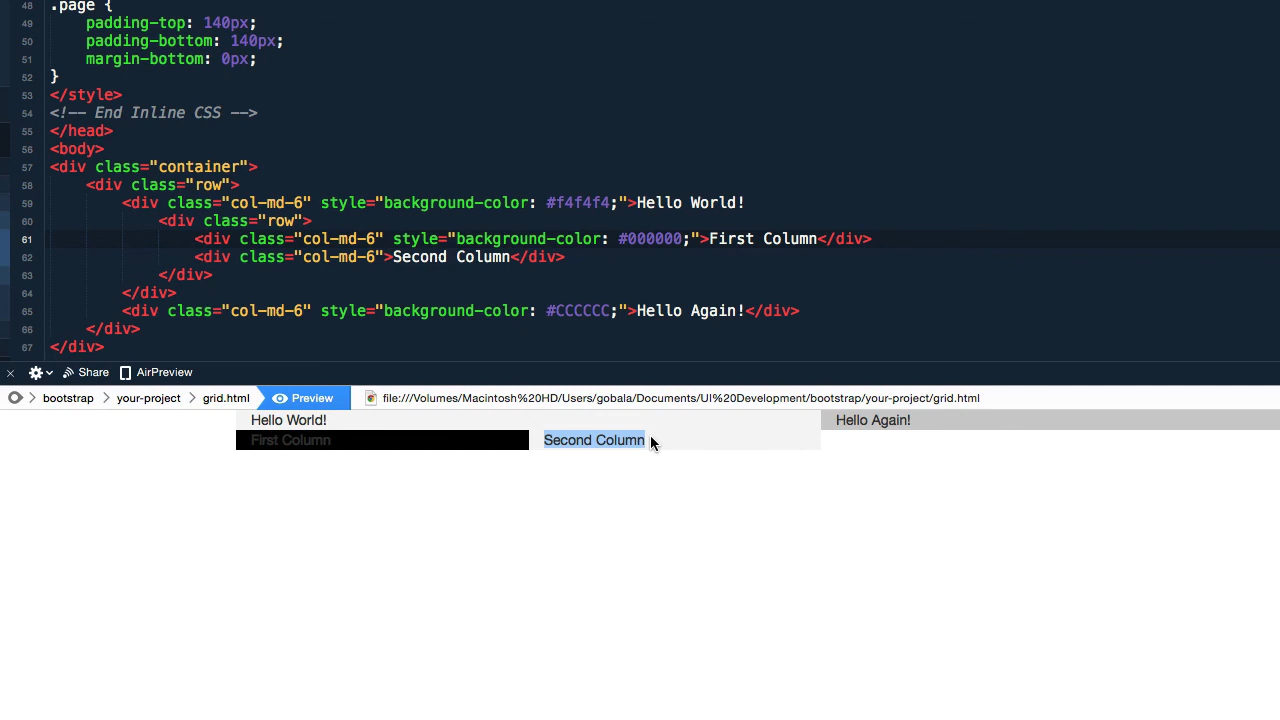 48 .page {
49 padding-top: 140px;
50 padding-bottom: 140px;
51 margin-bottom: 0px;
52 }
53 </style>
54 <!-- End Inline CSS -->
55 </head>
56 <body>
57 <div class="container">
58 <div class="row">
59 <div class="col-md-6" style="background-color: #f4f4f4;">Hello World!
60 <div class="row">
61 <div class="col-md-6" style="background-color: #000000;">First Column</div>
62 <div class="col-md-6">Second Column</div>
63 </div>
64 </div>
65 <div class="col-md-6" style="background-color: #CCCCCC;">Hello Again!</div>
66 </div>
67 </div>
Share AirPreview
bootstrap your-project grid.html Preview file:///Volumes/Macintosh%20HD/Users/gobala/Documents/UI%20Development/bootstrap/your-project/grid.html
Hello World! Hello Again!
First Column Second Column